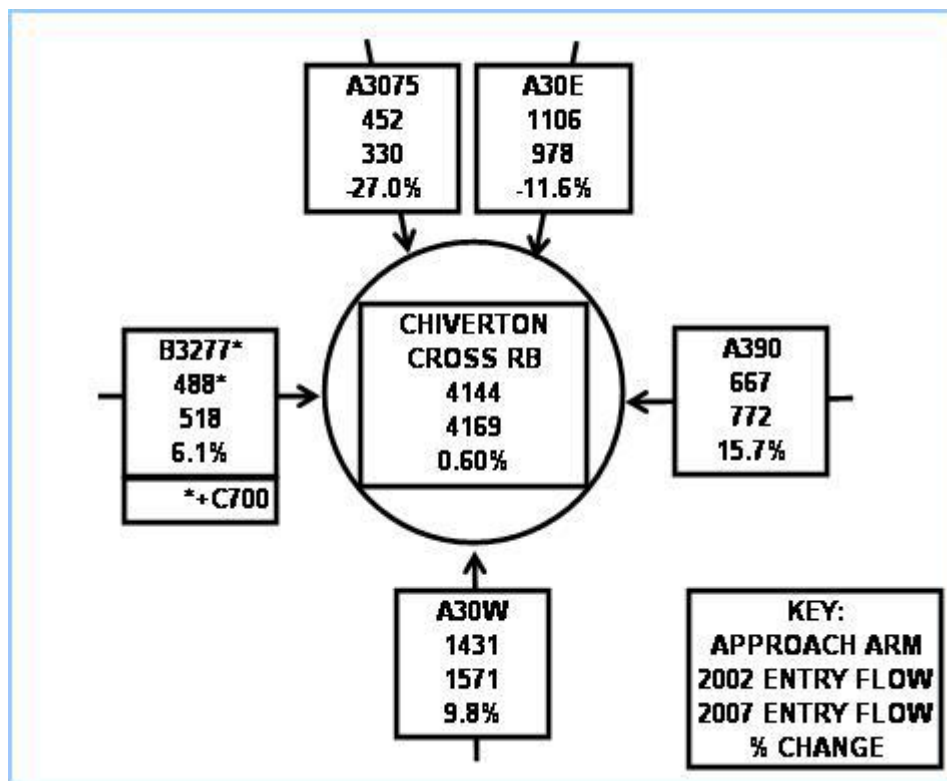 A3075
452
330
-27.0%
A30E
1106
978
-11.6%
B3277*
488*
518
6.1%
*+C700
CHIVERTON
CROSS RB
4144
4169
0.60%
A390
667
772
15.7%
A30W
1431
1571
9.8%
KEY:
APPROACH ARM
2002 ENTRY FLOW
2007 ENTRY FLOW
% CHANGE